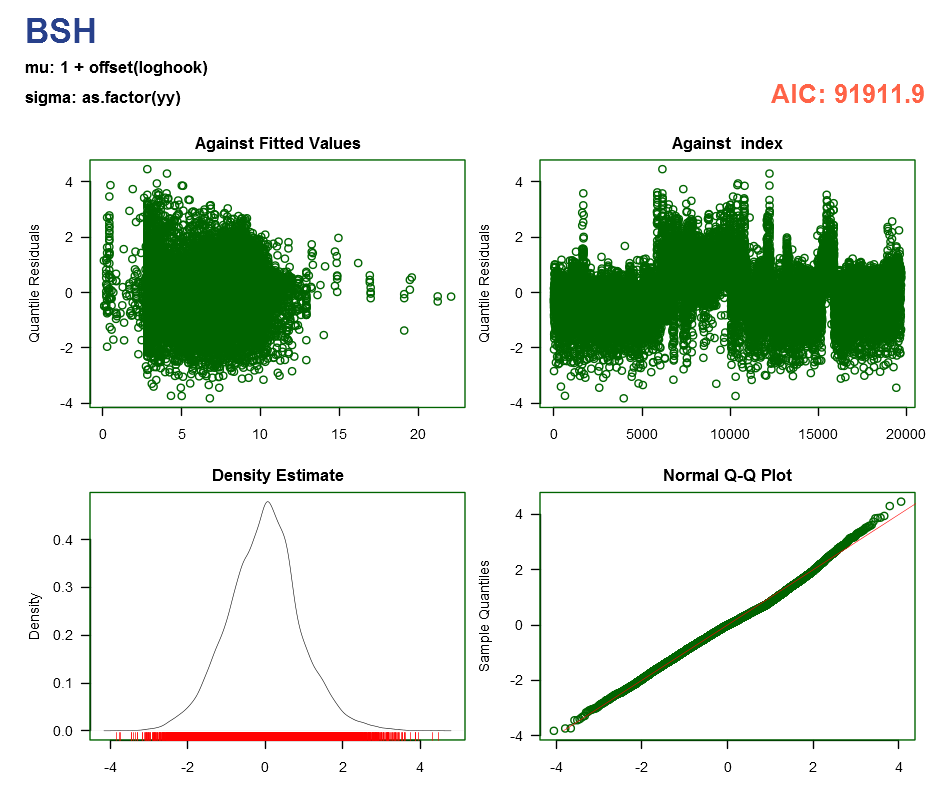 BSH
mu: 1 + offset(loghook)
sigma: as.factor(yy)
AIC: 91911.9
Against Fitted Values
Quantile Residuals
4
2
0
-2
-4
0 5 10 15 20
Against  index
Quantile Residuals
4
2
0
-2
-4
0 5000 10000 15000 20000
Density Estimate
Density
0.4
0.3
0.2
0.1
0.0
-4 -2 0 2 4
Normal Q-Q Plot
Sample Quantiles
4
2
0
-2
-4
-4 -2 0 2 4